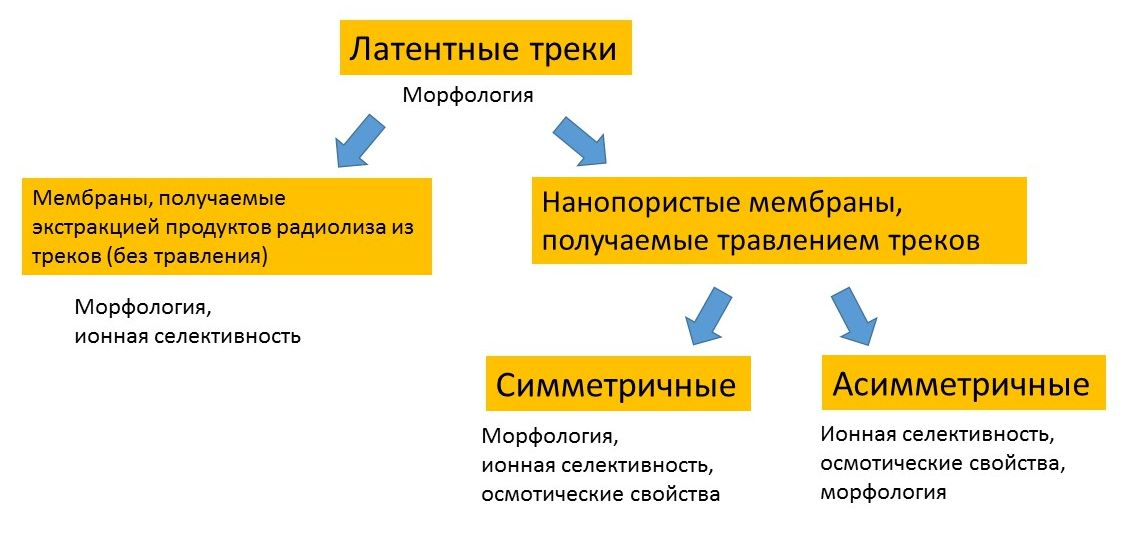 Латентные треки
Морфология
Мембраны, получаемые
экстракцией продуктов радиолиза из
треков (без травления)
Морфология,
ионная селективность
Нанопористые мембраны,
получаемые травлением треков
Симметричные
Морфология,
ионная селективность,
осмотические свойства
Асимметричные
Ионная селективность,
осмотические свойства,
морфология